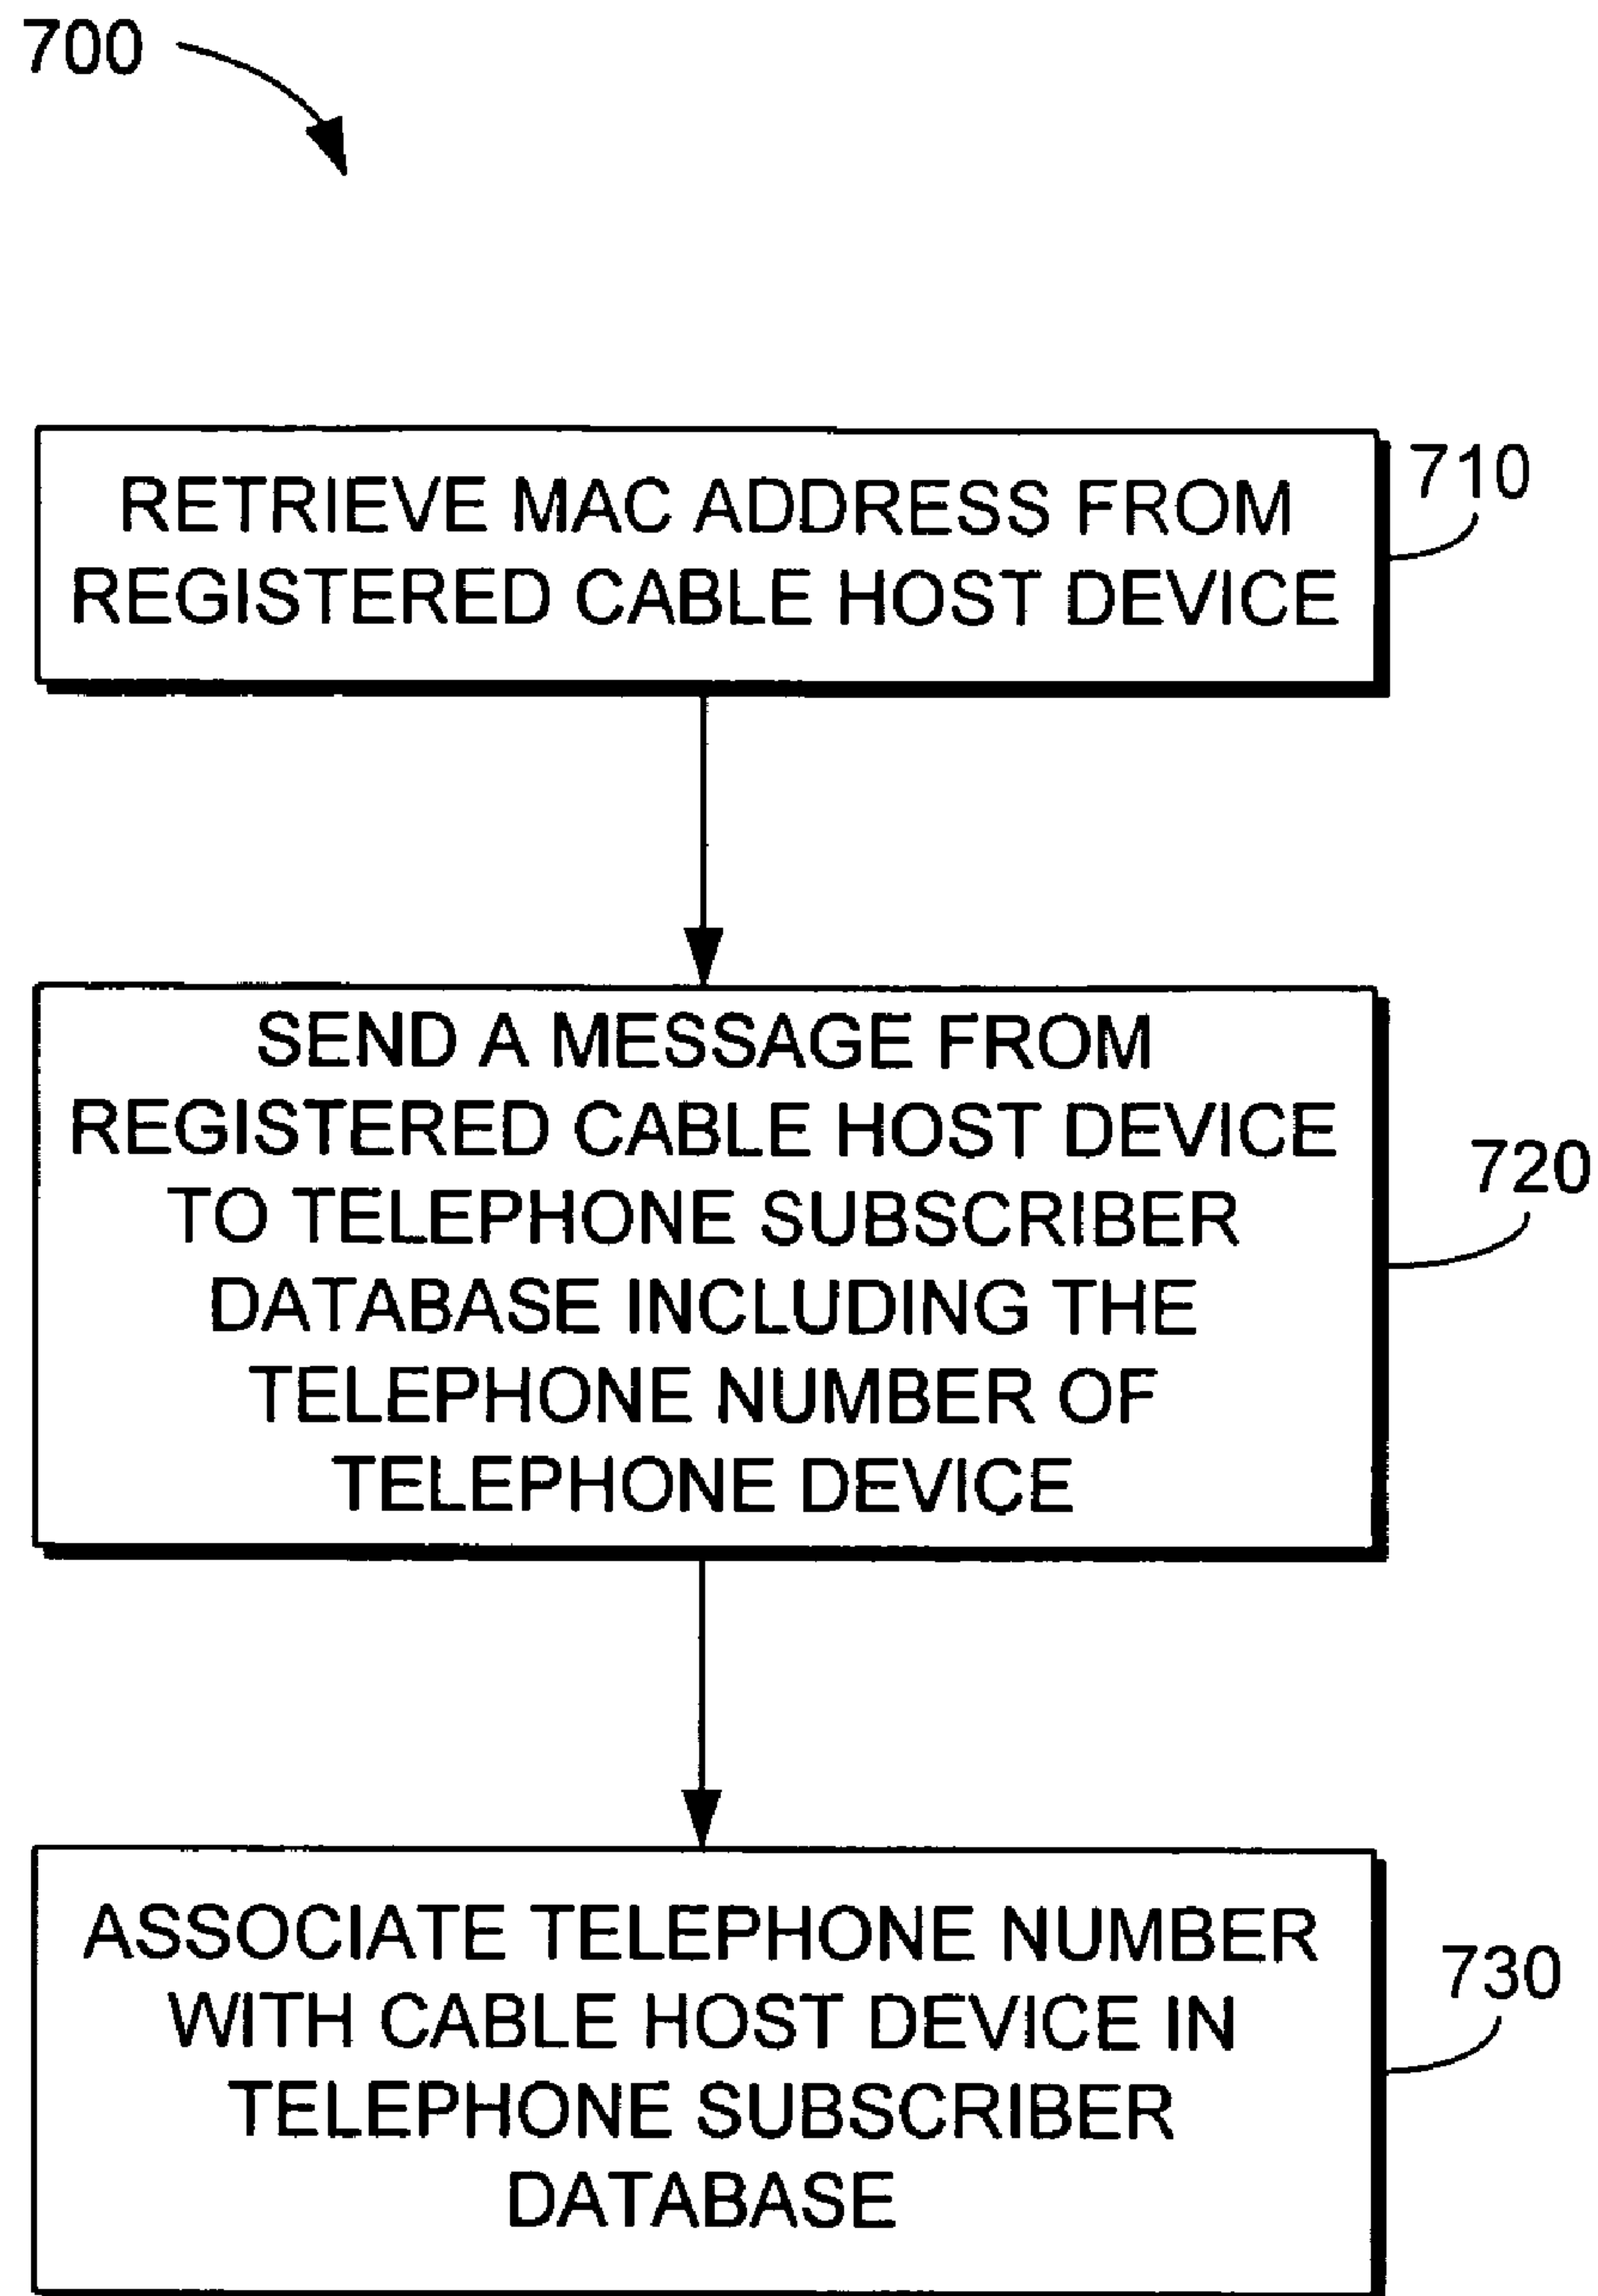 700
RETRIEVE MAC ADDRESS FROM
REGISTERED CABLE HOST DEVICE
710
SEND A MESSAGE FROM
REGISTERED CABLE HOST DEVICE
TO TELEPHONE SUBSCRIBER
DATABASE INCLUDING THE
TELEPHONE NUMBER OF
TELEPHONE DEVICE
720
ASSOCIATE TELEPHONE NUMBER
WITH CABLE HOST DEVICE IN
TELEPHONE SUBSCRIBER
DATABASE
730